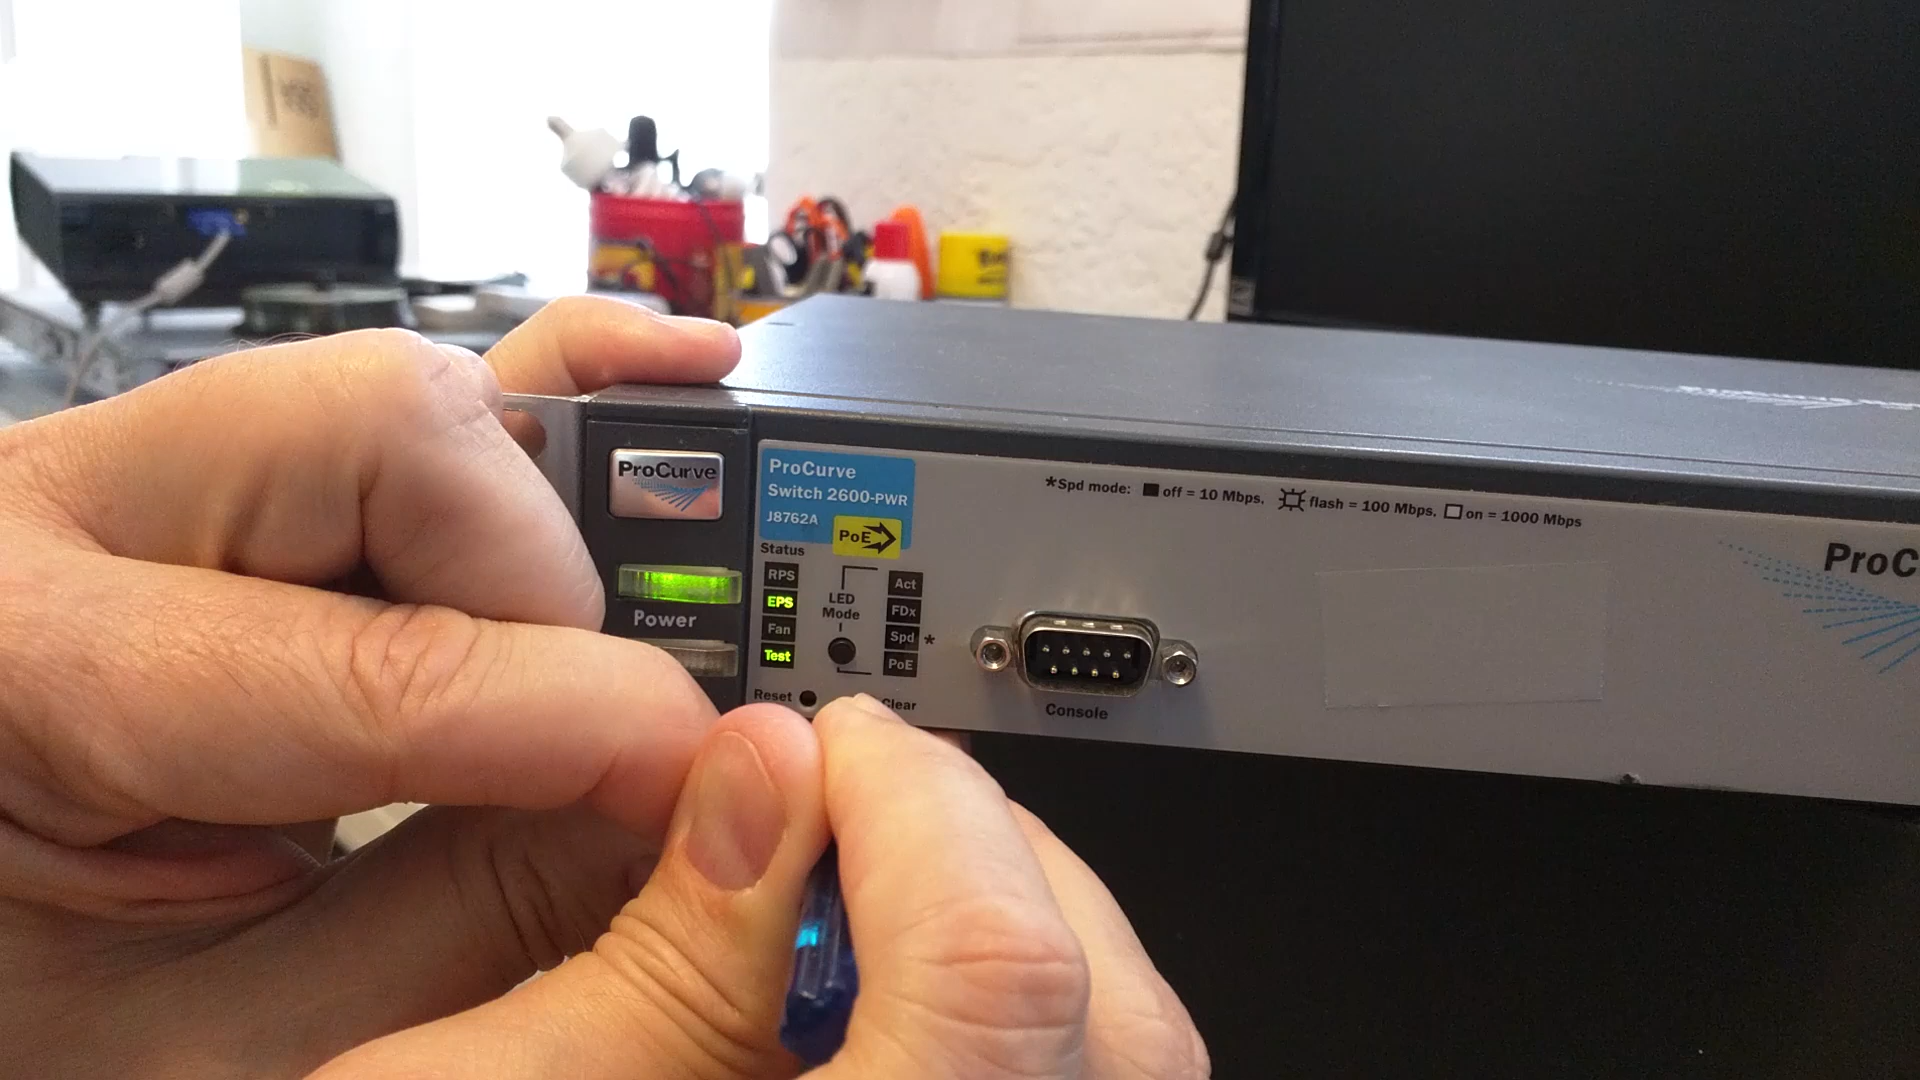 ProCurve
ProCurve
Switch 2600-PWR
J8762A
PoE
Status
RPS
EPS
Fan
Test
LED
Mode
Act
FDx
Spd *
PoE
Power
Reset
Clear
*Spd mode: off = 10 Mbps, flash = 100 Mbps, on = 1000 Mbps
Console
ProC